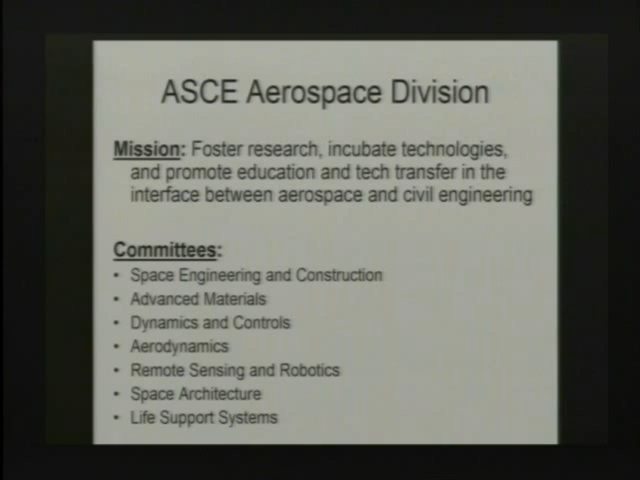 ASCE Aerospace Division
Mission: Foster research, incubate technologies,
and promote education and tech transfer in the
interface between aerospace and civil engineering
Committees:
• Space Engineering and Construction
• Advanced Materials
• Dynamics and Controls
• Aerodynamics
• Remote Sensing and Robotics
• Space Architecture
• Life Support Systems